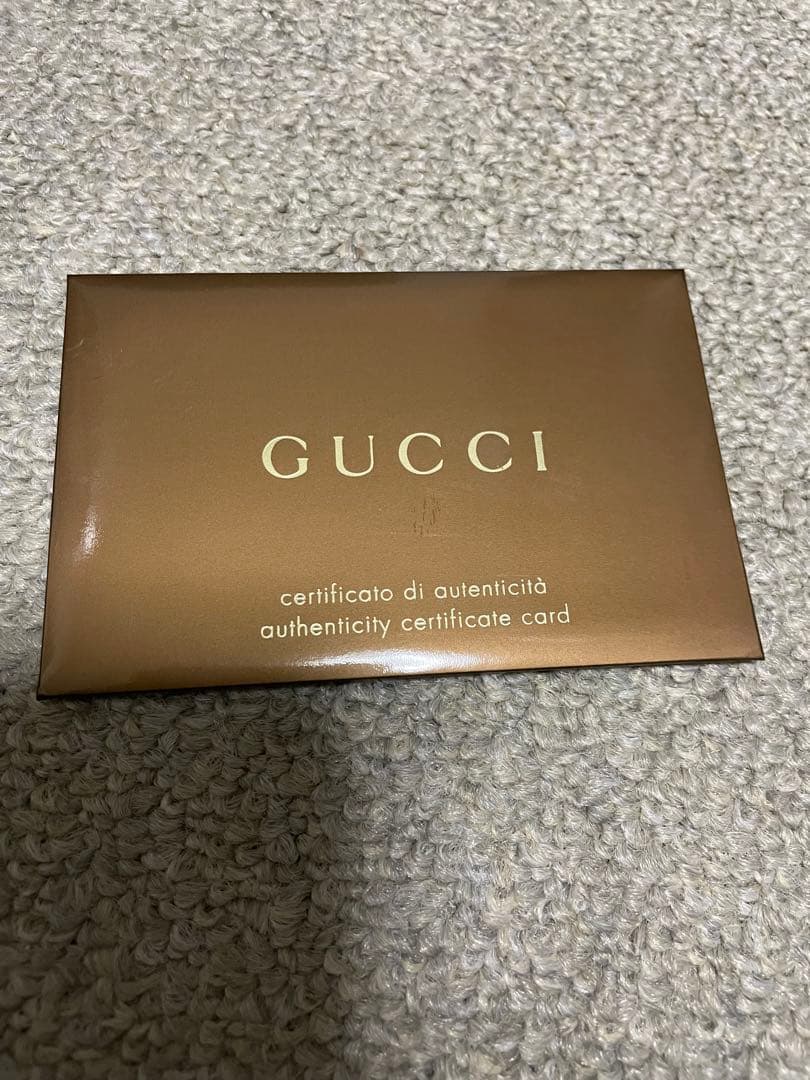 GUCCI
certificato di autenticità
authenticity certificate card